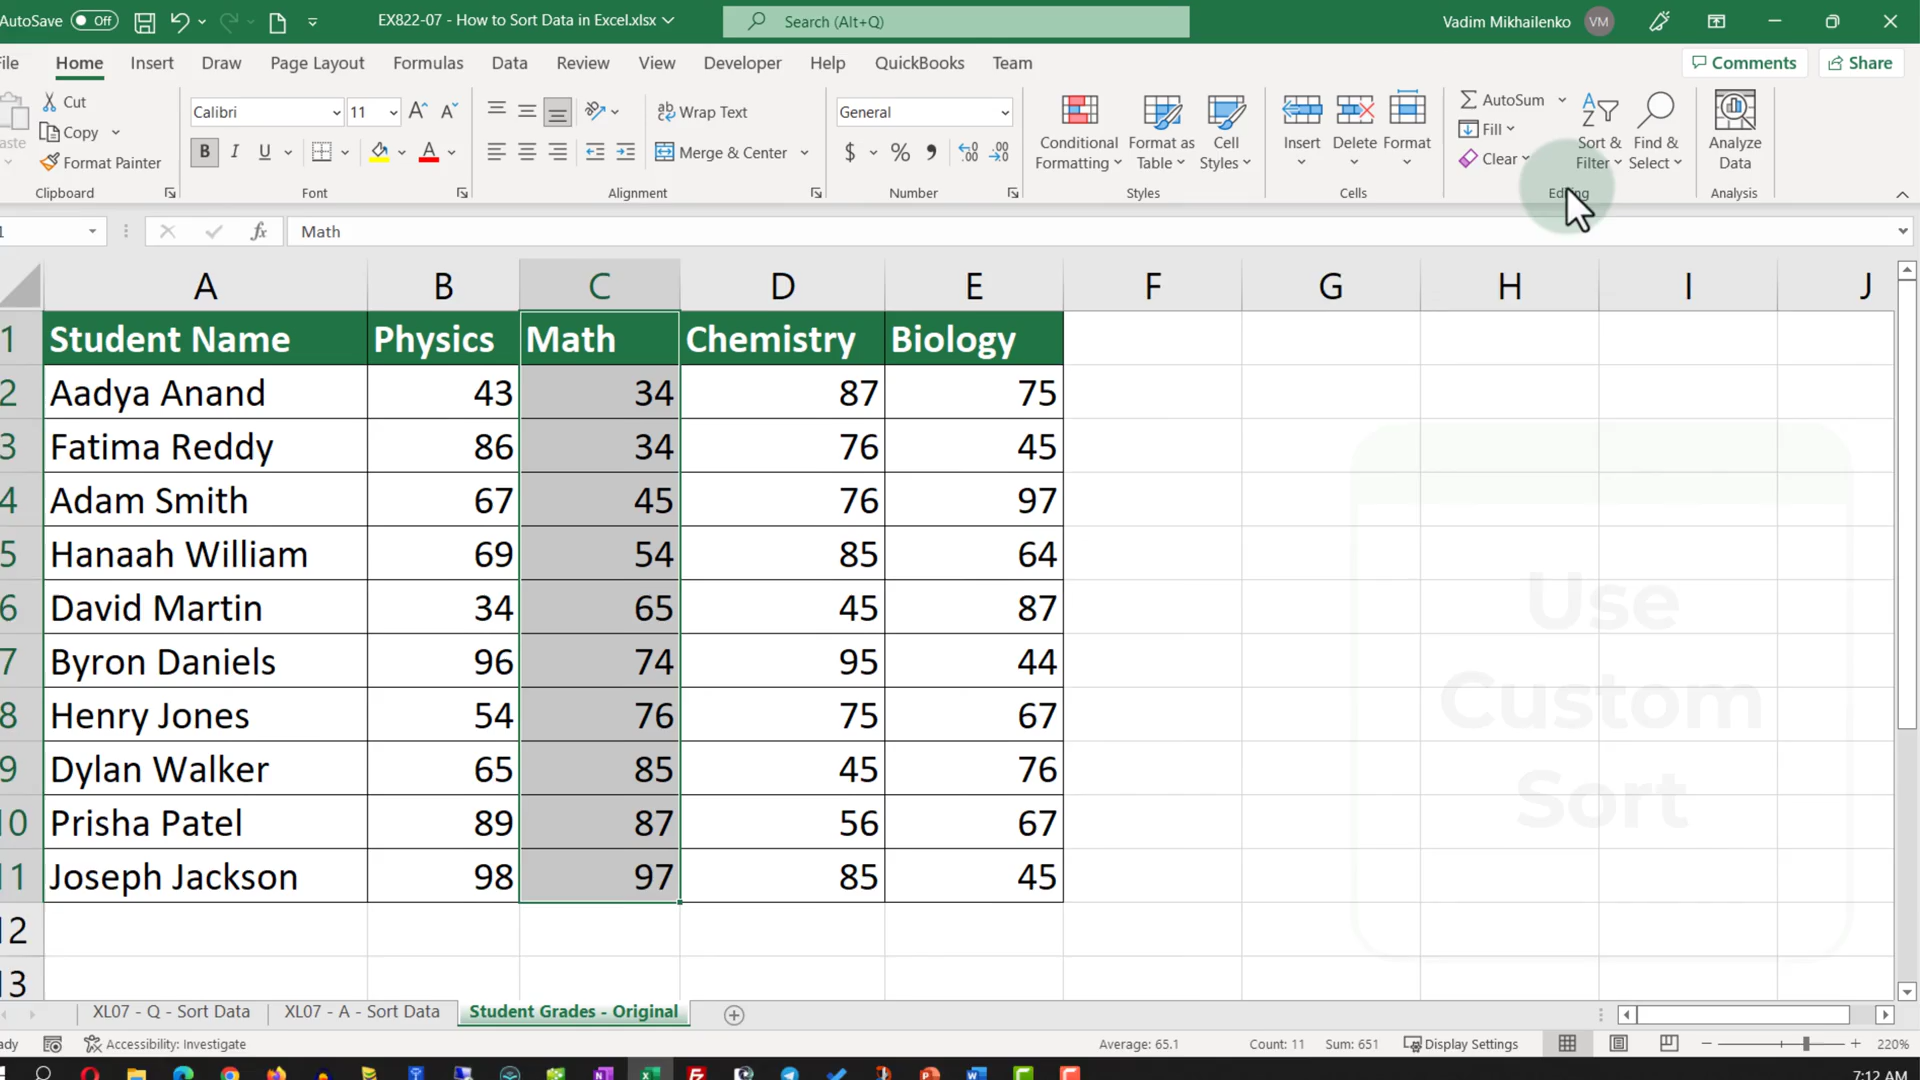 AutoSave Off EX822-07 - How to Sort Data in Excel.xlsx Search (Alt+Q) Vadim Mikhailenko VM
File Home Insert Draw Page Layout Formulas Data Review View Developer Help QuickBooks Team Comments Share
Cut
Copy
Format Painter
Clipboard
Calibri 11
B I U
Font
Wrap Text
Merge & Center
Alignment
General
$ % 9
Number
Conditional
Formatting
Format as
Table
Cell
Styles
Styles
Insert Delete Format
Cells
AutoSum
Fill
Clear
Sort &
Filter
Find &
Select
Editing
Analyze
Data
Analysis
fx Math
A B C D E F G H I J
1 Student Name Physics Math Chemistry Biology
2 Aadya Anand 43 34 87 75
3 Fatima Reddy 86 34 76 45
4 Adam Smith 67 45 76 97
5 Hanaah William 69 54 85 64
6 David Martin 34 65 45 87
7 Byron Daniels 96 74 95 44
8 Henry Jones 54 76 75 67
9 Dylan Walker 65 85 45 76
10 Prisha Patel 89 87 56 67
11 Joseph Jackson 98 97 85 45
12
13
Use
Custom
Sort
XL07 - Q - Sort Data XL07 - A - Sort Data Student Grades - Original
Accessibility: Investigate Average: 65.1 Count: 11 Sum: 651 Display Settings 220%
7:12 AM